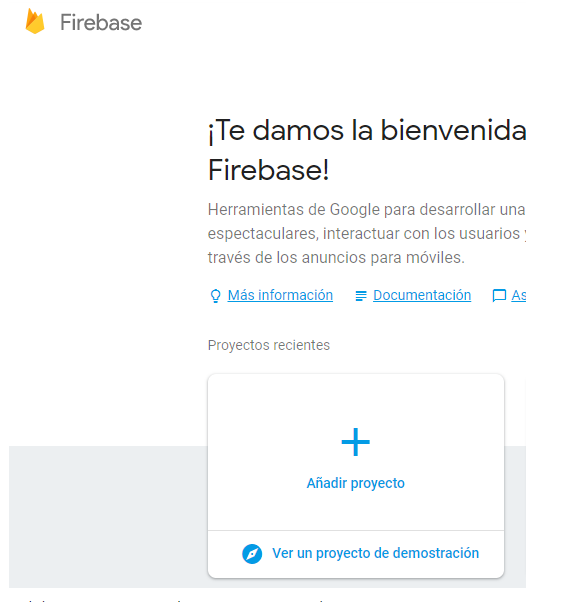 Firebase
¡Te damos la bienvenida
Firebase!
Herramientas de Google para desarrollar una
espectaculares, interactuar con los usuarios
través de los anuncios para móviles.
Más información Documentación As
Proyectos recientes
Añadir proyecto
Ver un proyecto de demostración